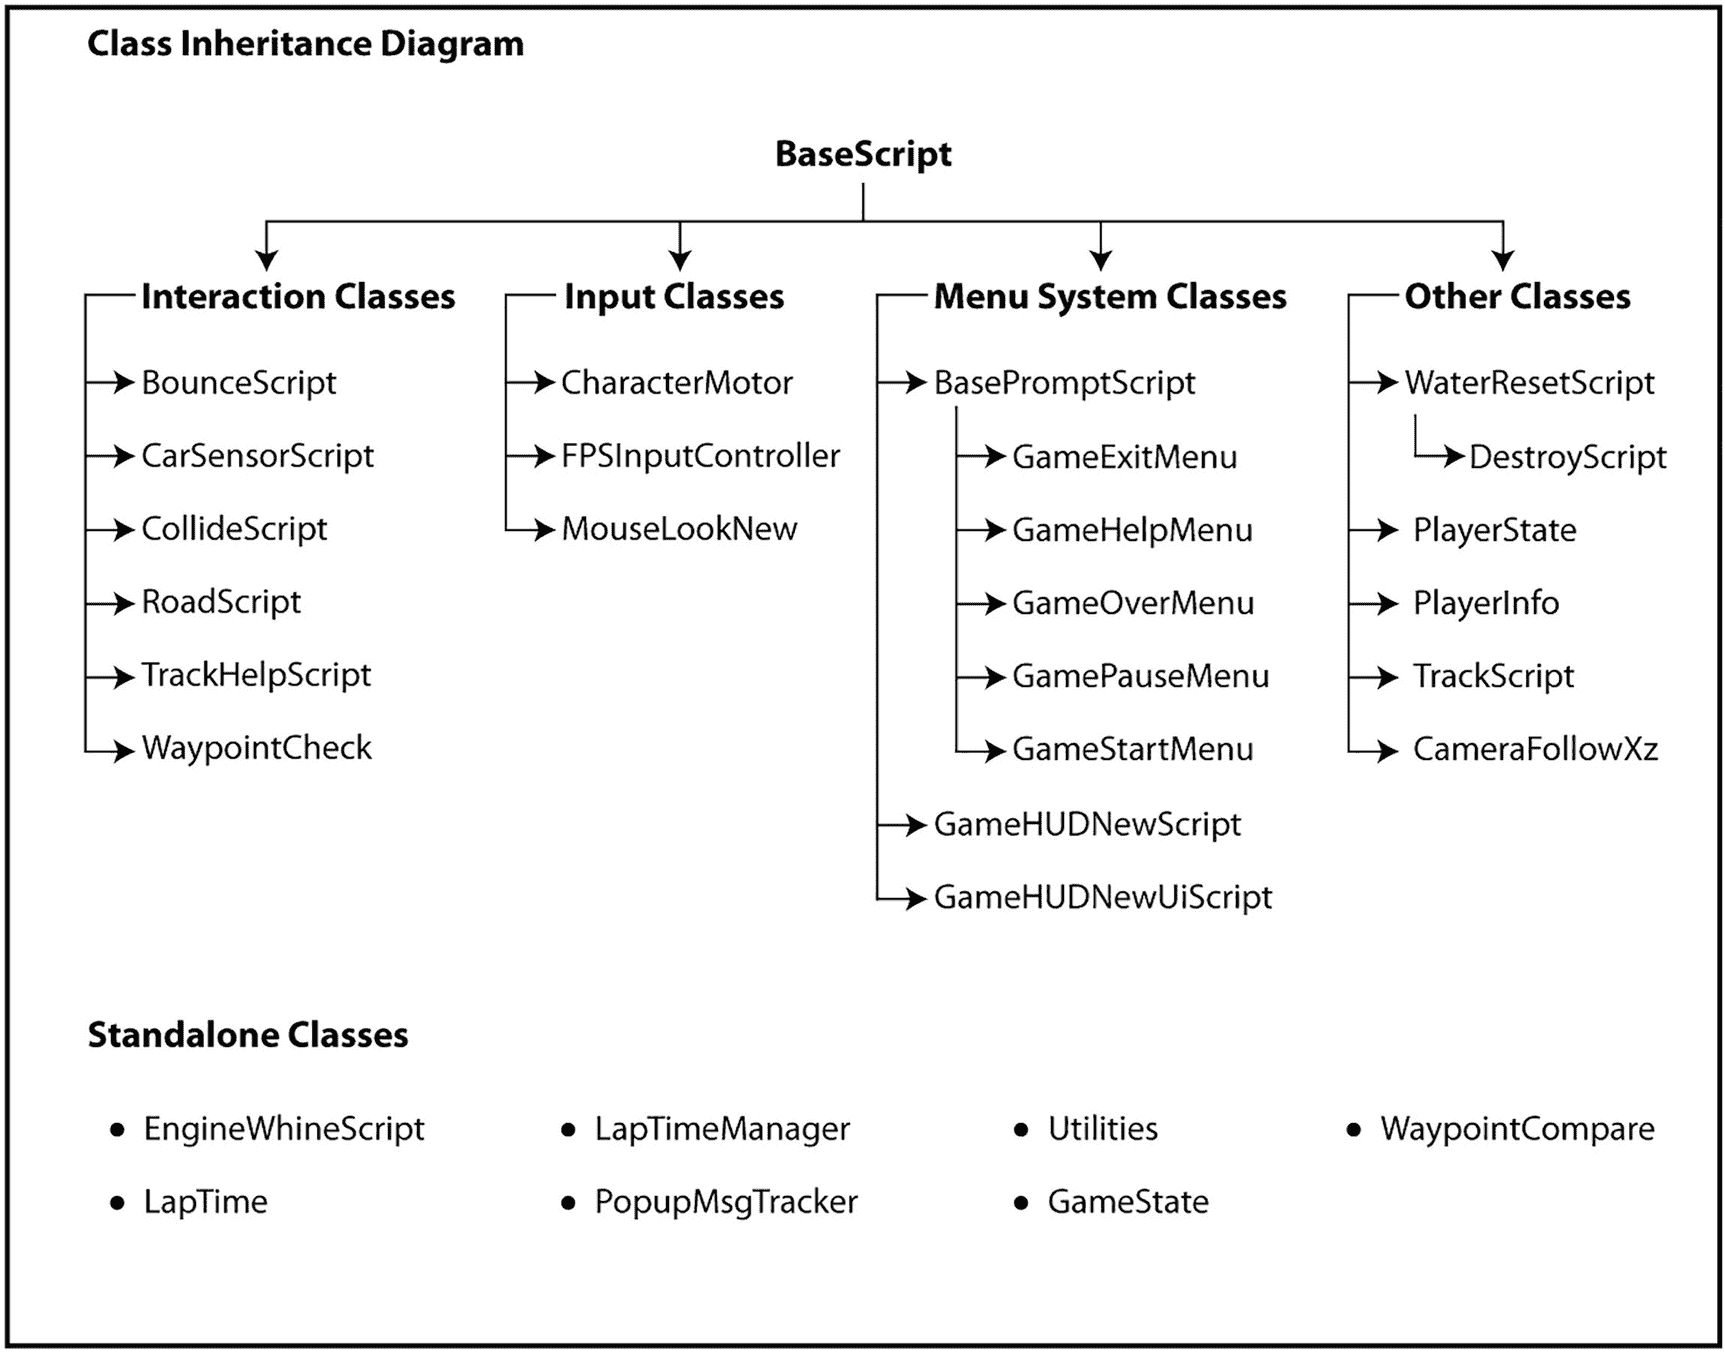 Class Inheritance Diagram
BaseScript
Interaction Classes
BounceScript
CarSensorScript
CollideScript
RoadScript
TrackHelpScript
WaypointCheck
Input Classes
CharacterMotor
FPSInputController
MouseLookNew
Menu System Classes
BasePromptScript
GameExitMenu
GameHelpMenu
GameOverMenu
GamePauseMenu
GameStartMenu
GameHUDNewScript
GameHUDNewUiScript
Other Classes
WaterResetScript
DestroyScript
PlayerState
PlayerInfo
TrackScript
CameraFollowXz
Standalone Classes
• EngineWhineScript
• LapTime
• LapTimeManager
• PopupMsgTracker
• Utilities
• GameState
• WaypointCompare